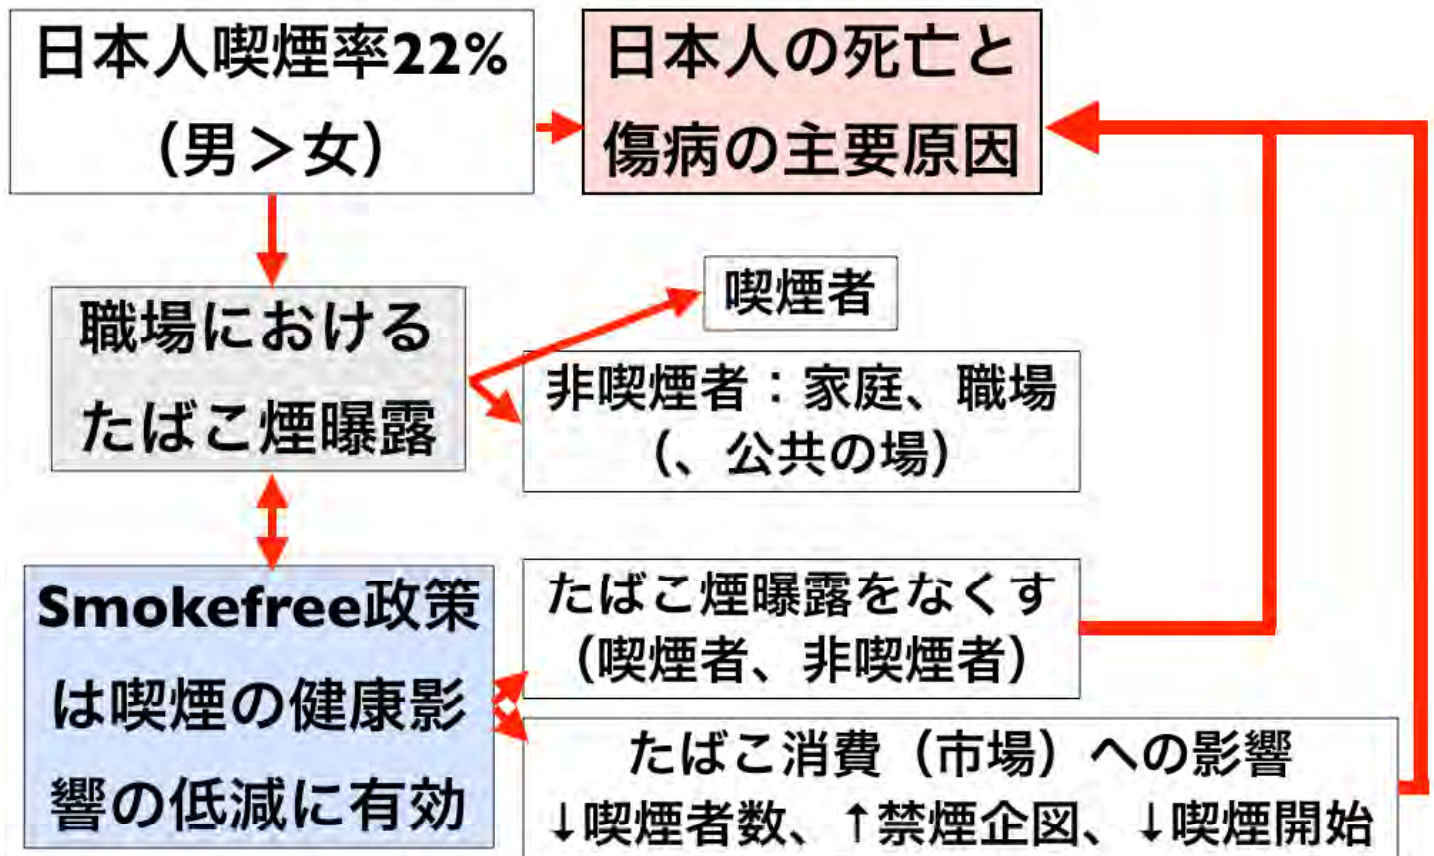 日本人喫煙率22%
（男＞女）
日本人の死亡と
傷病の主要原因
職場における
たばこ煙曝露
喫煙者
非喫煙者：家庭、職場
（、公共の場）
Smokefree政策
は喫煙の健康影
響の低減に有効
たばこ煙曝露をなくす
（喫煙者、非喫煙者）
たばこ消費（市場）への影響
↓喫煙者数、↑禁煙企図、↓喫煙開始